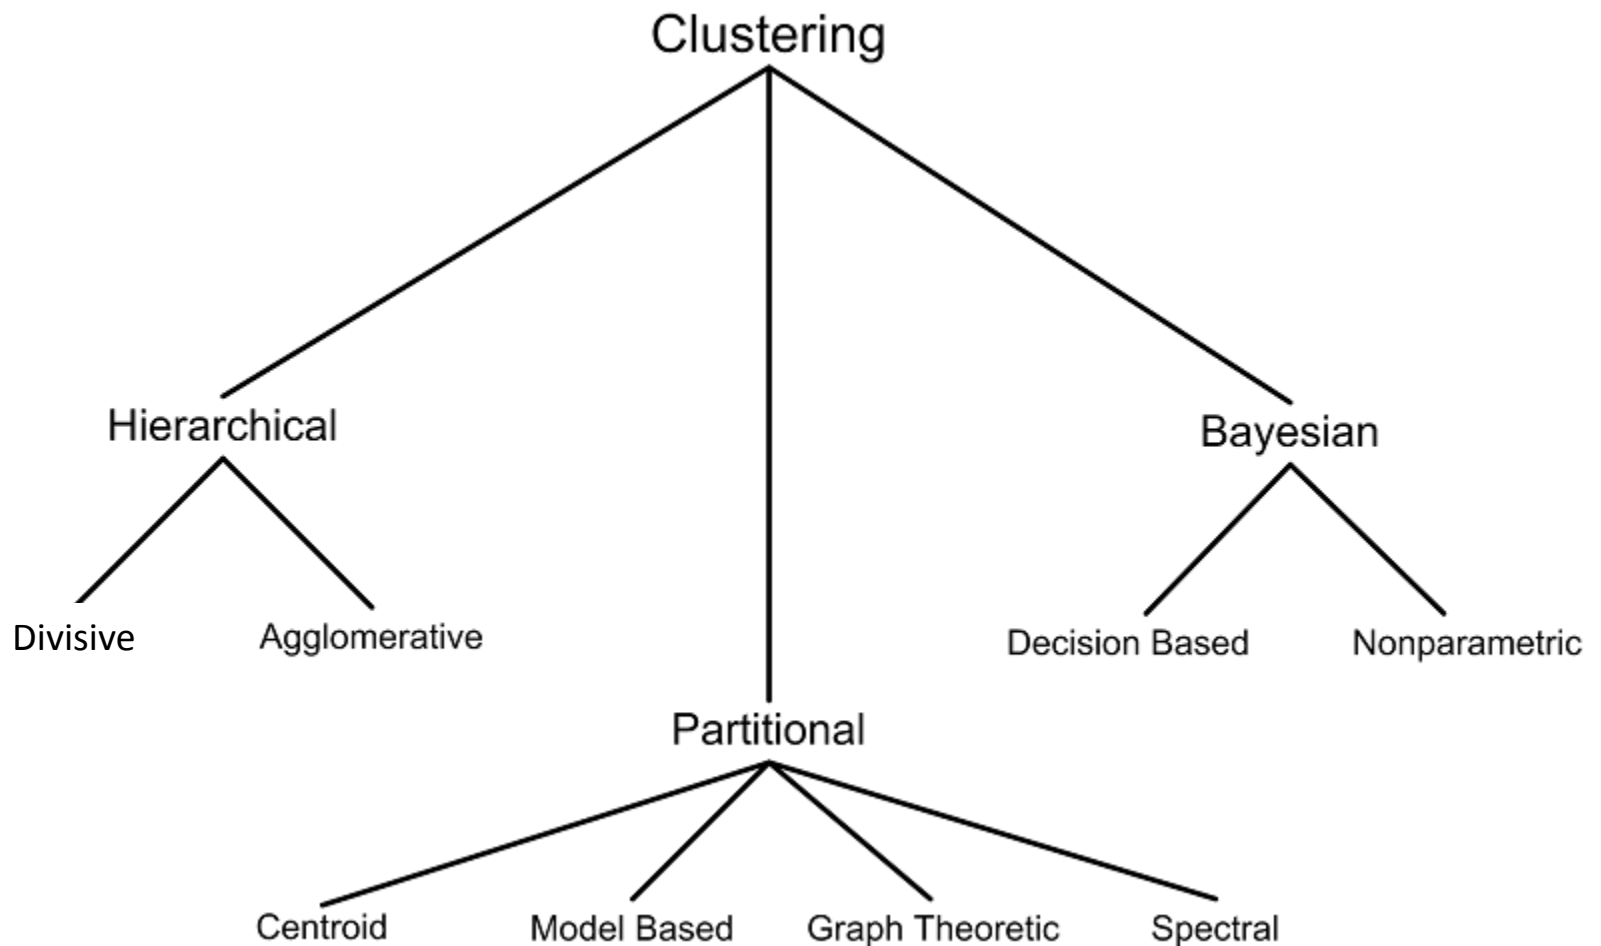 Clustering
Hierarchical
Bayesian
Divisive
Agglomerative
Decision Based
Nonparametric
Partitional
Centroid
Model Based
Graph Theoretic
Spectral